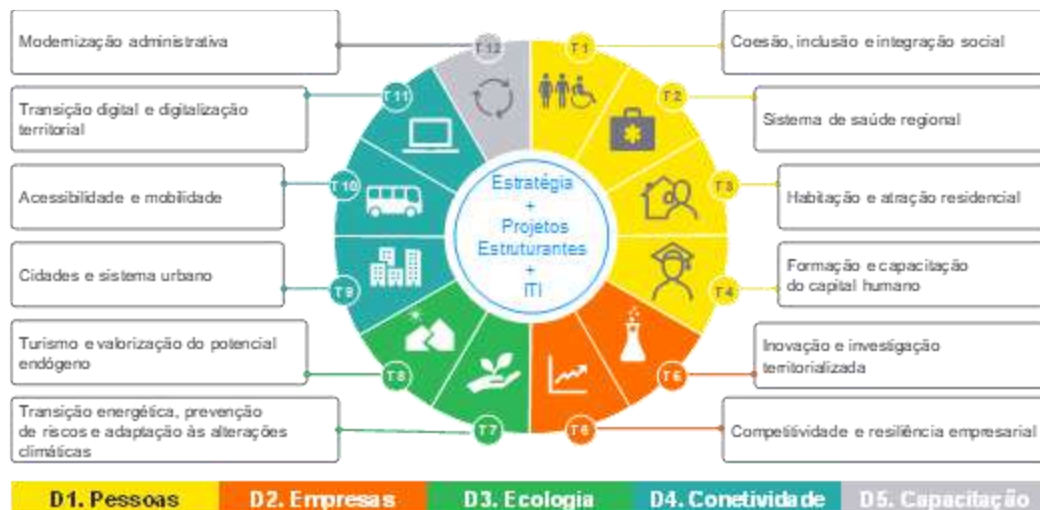 Modernização administrativa
T12
T1
Coesão, inclusão e integração social
Transição digital e digitalização
territorial
T11
T2
Sistema de saúde regional
Acessibilidade e mobilidade
T10
T3
Habitação e atração residencial
Estratégia
+
Projetos
Estruturantes
+
ITI
Cidades e sistema urbano
T9
T4
Formação e capacitação
do capital humano
Turismo e valorização do potencial
endógeno
T8
Inovação e investigação
territorializada
Transição energética, prevenção
de riscos e adaptação às alterações
climáticas
T7
T6
Competitividade e resiliência empresarial
D1. Pessoas
D2. Empresas
D3. Ecologia
D4. Conetividade
D5. Capacitação